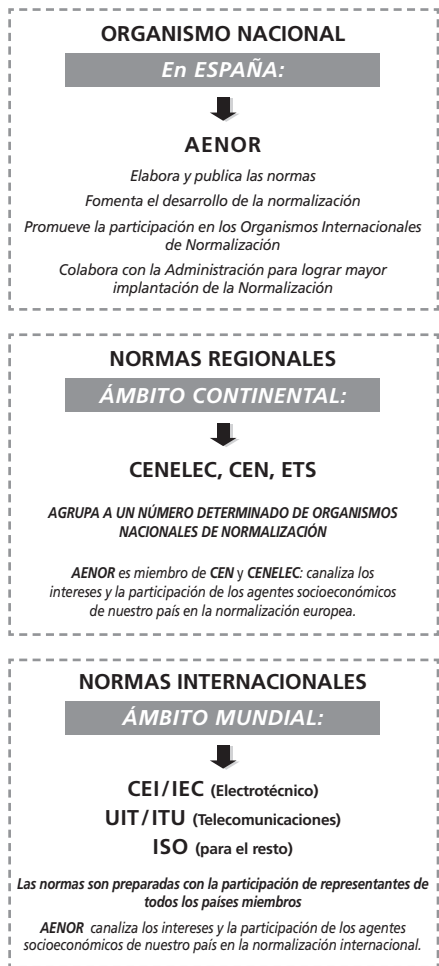 ORGANISMO NACIONAL
En ESPAÑA:
AENOR
Elabora y publica las normas
Fomenta el desarrollo de la normalización
Promueve la participación en los Organismos Internacionales
de Normalización
Colabora con la Administración para lograr mayor
implantación de la Normalización
NORMAS REGIONALES
ÁMBITO CONTINENTAL:
CENELEC, CEN, ETS
AGRUPA A UN NÚMERO DETERMINADO DE ORGANISMOS
NACIONALES DE NORMALIZACIÓN
AENOR es miembro de CEN y CENELEC: canaliza los
intereses y la participación de los agentes socioeconómicos
de nuestro país en la normalización europea.
NORMAS INTERNACIONALES
ÁMBITO MUNDIAL:
CEI/IEC (Electrotécnico)
UIT/ITU (Telecomunicaciones)
ISO (para el resto)
Las normas son preparadas con la participación de representantes de
todos los países miembros
AENOR canaliza los intereses y la participación de los agentes
socioeconómicos de nuestro país en la normalización internacional.